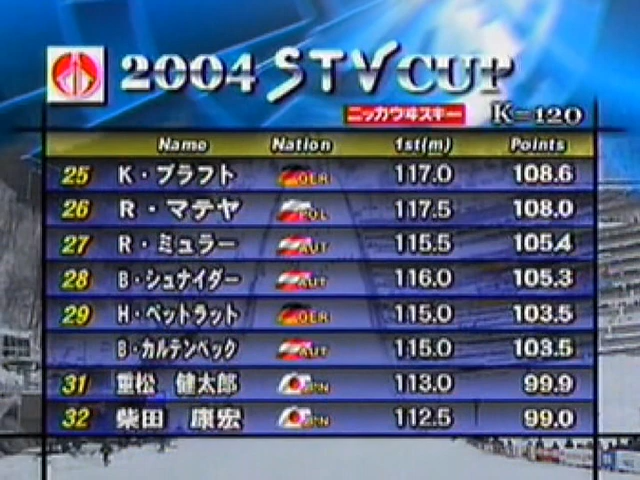 2004 STV CUP
ニッカウヰスキー K=120
Name Nation 1st(m) Points
25 K・ブラフト GER 117.0 108.6
26 R・マテヤ POL 117.5 108.0
27 R・ミュラー AUT 115.5 105.4
28 B・シュナイダー AUT 116.0 105.3
29 H・ペットラット GER 115.0 103.5
B・カルテンベック AUT 115.0 103.5
31 重松 健太郎 JPN 113.0 99.9
32 柴田 康宏 JPN 112.5 99.0